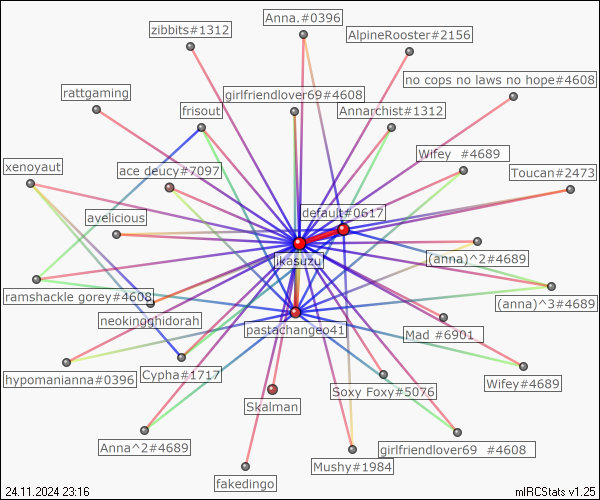 Anna.#0396
zibbits#1312
AlpineRooster#2156
no cops no laws no hope#4608
rattgaming
girlfriendlover69#4608
frisout
Annarchist#1312
xenoyaut
Wifey #4689
ace deucy#7097
Toucan#2473
default#0617
avelicious
(anna)^2#4689
jkasuzu
ramshackle gorey#4608
(anna)^3#4689
neokingghidorah
pastachangeo41
Mad #6901
hypomanianna#0396
Cypha#1717
Wifey#4689
Soxy Foxy#5076
Skalman
Anna^2#4689
girlfriendlover69 #4608
Mushy#1984
fakedingo
24.11.2024 23:16
mIRCStats v1.25